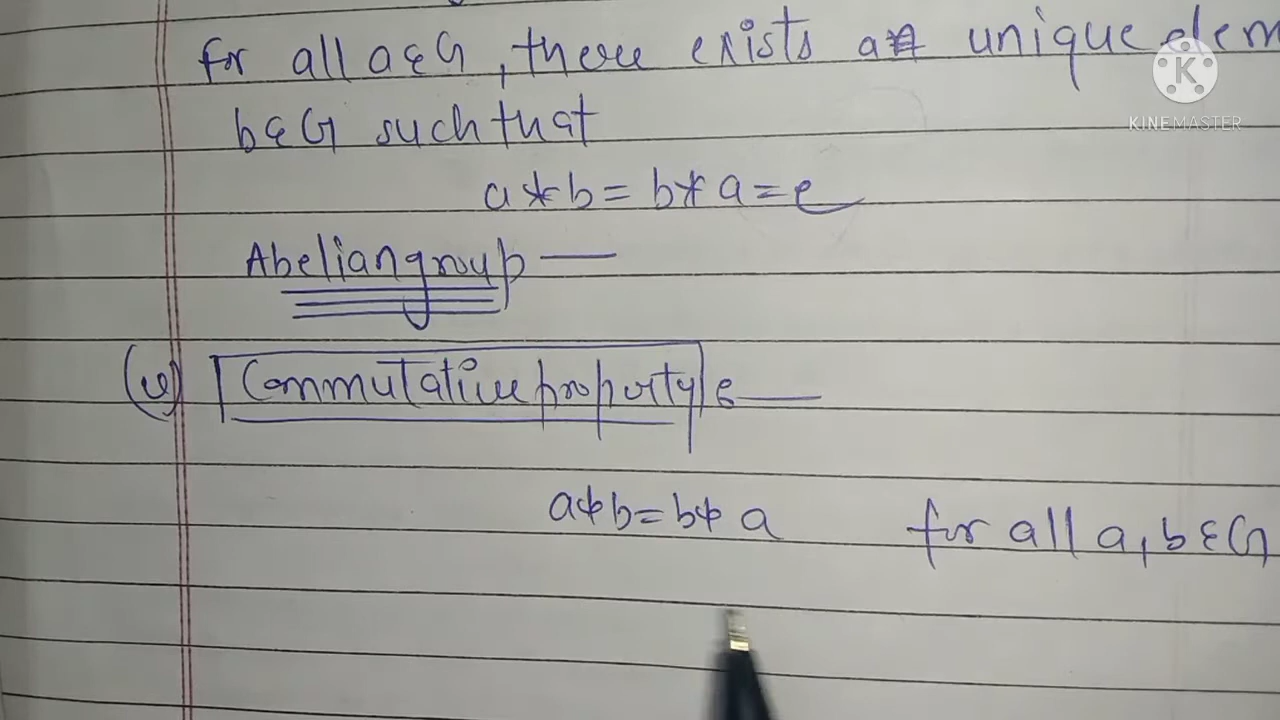 for all a∈G, there exists a unique elem
b∈G such that
a * b = b * a = e
Abelian group —
(v) Commutative property :—
a * b = b * a for all a, b ∈ G
K
KINEMASTER